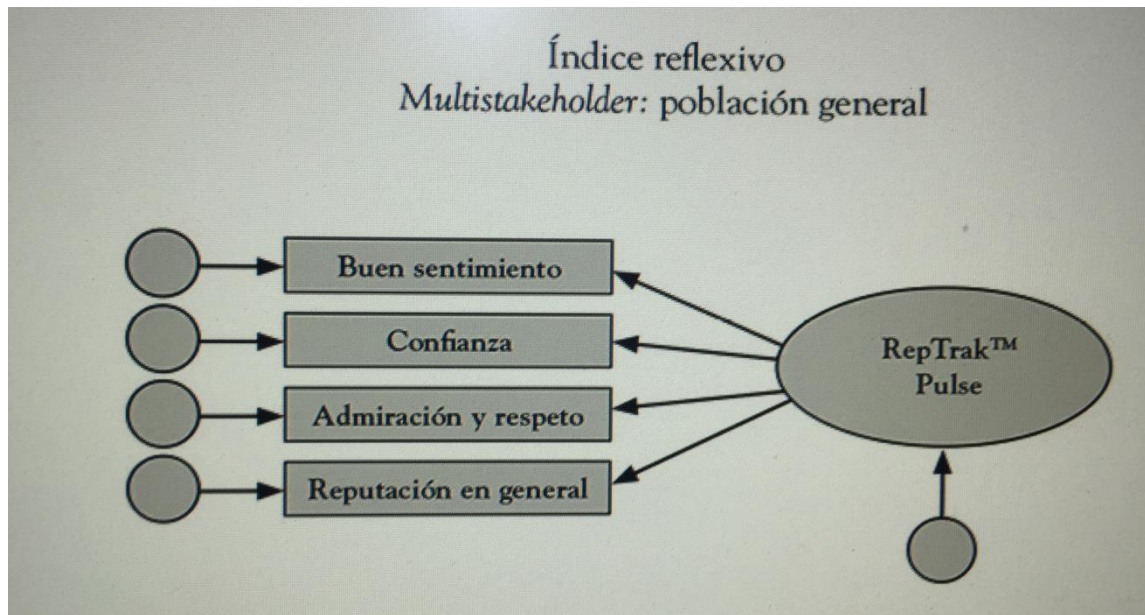 Índice reflexivo
Multistakeholder: población general
Buen sentimiento
Confianza
Admiración y respeto
Reputación en general
RepTrak™
Pulse